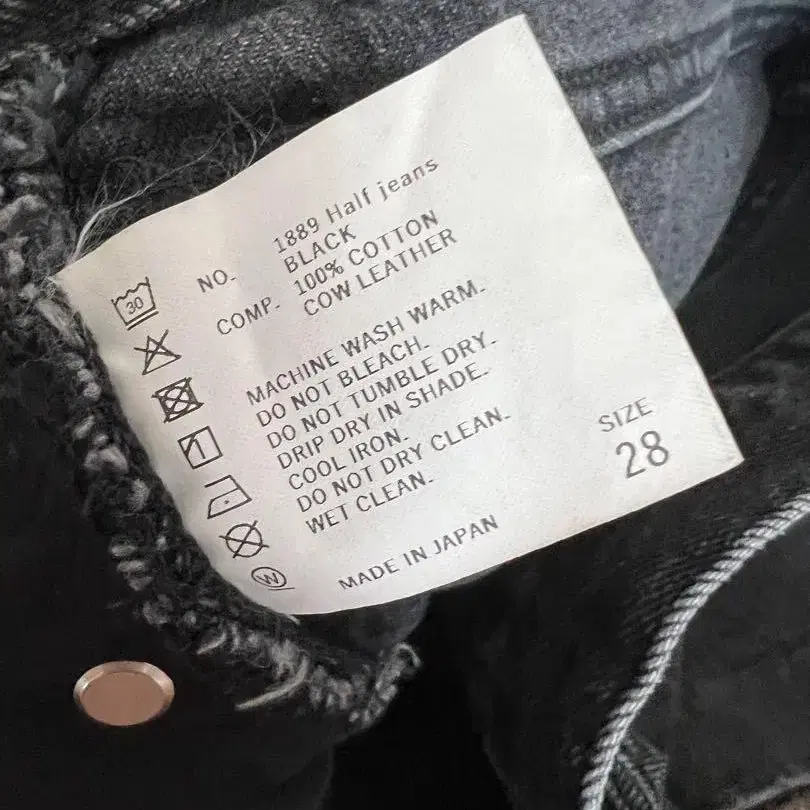 NO. 1889 Half jeans
BLACK
COMP. 100% COTTON
COW LEATHER
30
MACHINE WASH WARM.
DO NOT BLEACH.
DO NOT TUMBLE DRY.
DRIP DRY IN SHADE.
COOL IRON.
DO NOT DRY CLEAN.
WET CLEAN.
W
SIZE
28
MADE IN JAPAN